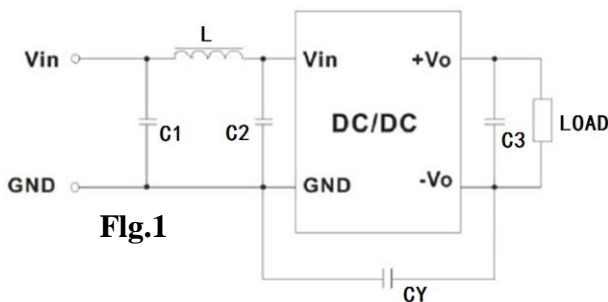 L
Vin
Vin
+Vo
C1
C2
DC/DC
C3
LOAD
GND
GND
-Vo
Flg.1
CY